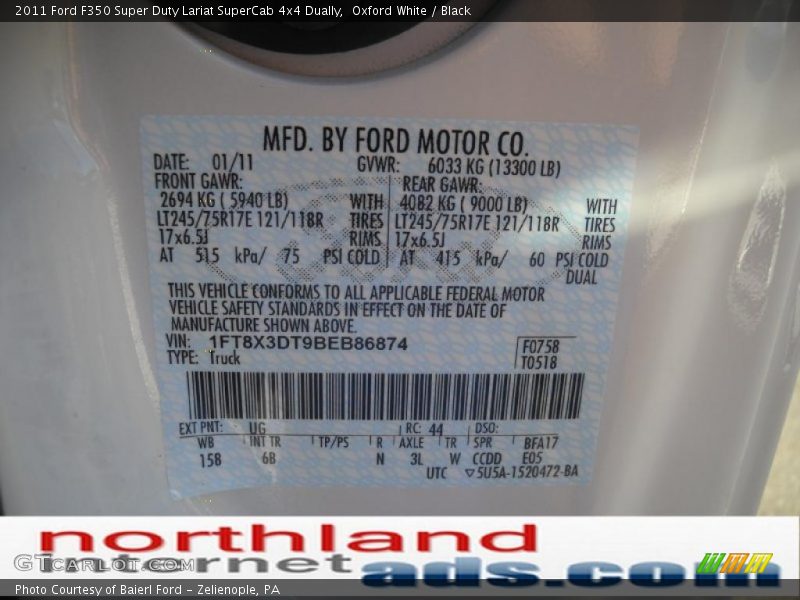 2011 Ford F350 Super Duty Lariat SuperCab 4x4 Dually,  Oxford White / Black
MFD. BY FORD MOTOR CO.
DATE: 01/11 GVWR: 6033 KG (13300 LB)
FRONT GAWR: REAR GAWR:
2694 KG ( 5940 LB) WITH 4082 KG ( 9000 LB) WITH
LT245/75R17E 121/118R TIRES LT245/75R17E 121/118R TIRES
17x6.5J RIMS 17x6.5J RIMS
AT 515 kPa/ 75 PSI COLD AT 415 kPa/ 60 PSI COLD
DUAL
THIS VEHICLE CONFORMS TO ALL APPLICABLE FEDERAL MOTOR
VEHICLE SAFETY STANDARDS IN EFFECT ON THE DATE OF
MANUFACTURE SHOWN ABOVE.
VIN: 1FT8X3DT9BEB86874 F0758
TYPE: Truck T0518
EXT PNT: UG RC: 44 DSO:
WB INT TR TP/PS R AXLE TR SPR BFA17
158 6B N 3L W CCDD E05
UTC ▽5U5A-1520472-BA
northland
internet
ads.com
GTCARLOT.COM
Photo Courtesy of Baierl Ford – Zelienople, PA